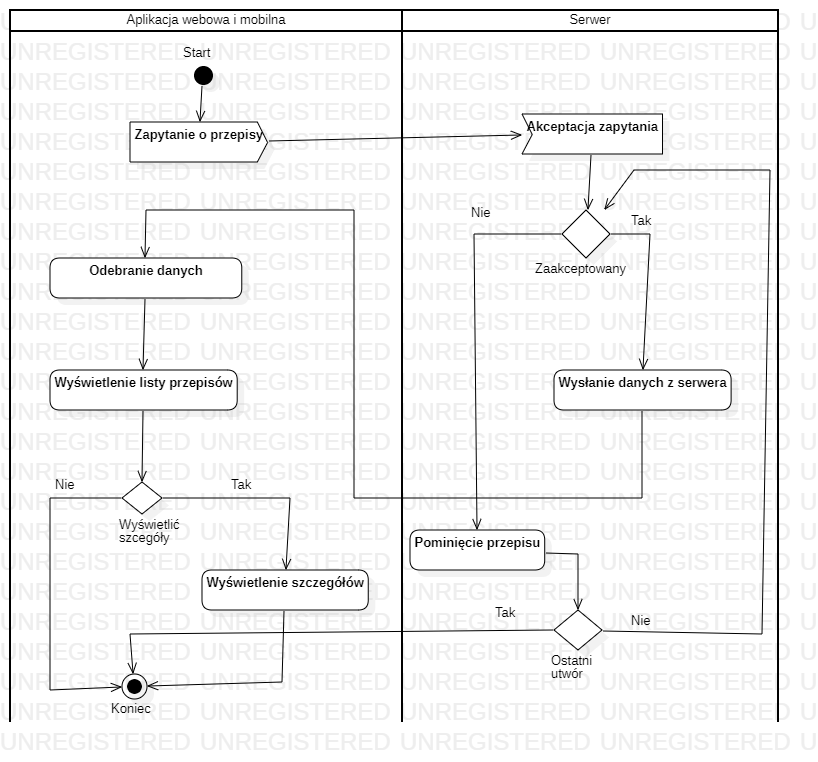 Aplikacja webowa i mobilna
Serwer
Start
Zapytanie o przepisy
Akceptacja zapytania
Nie
Tak
Zaakceptowany
Odebranie danych
Wyświetlenie listy przepisów
Wysłanie danych z serwera
Nie
Tak
Wyświetlić
szcegóły
Pominięcie przepisu
Wyświetlenie szczegółów
Tak
Nie
Ostatni
utwór
Koniec
UNREGISTERED